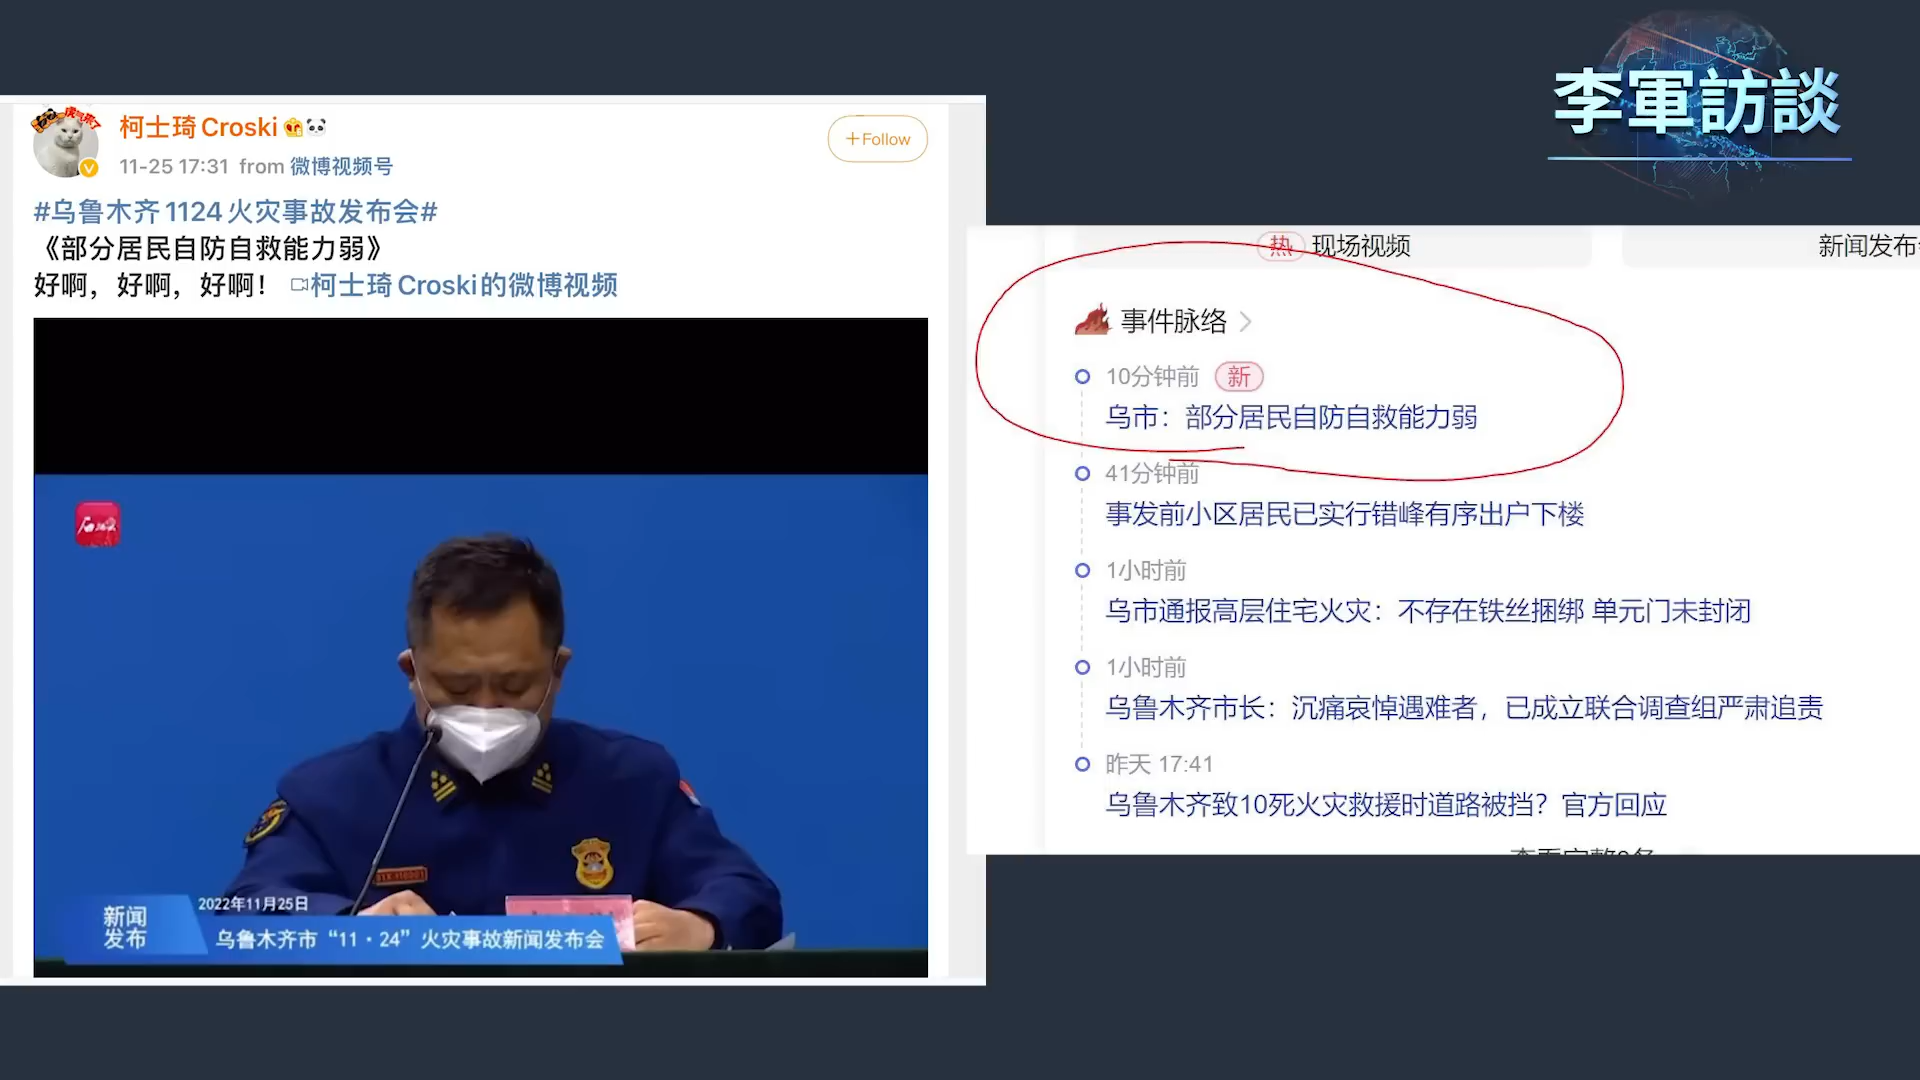 李軍訪談
柯士琦Croski
+Follow
11-25 17:31 from 微博视频号
#乌鲁木齐1124火灾事故发布会#
《部分居民自防自救能力弱》
好啊，好啊，好啊！ 柯士琦Croski的微博视频
新闻发布
2022年11月25日
乌鲁木齐市“11·24”火灾事故新闻发布会
热 现场视频
新闻发布
事件脉络
10分钟前 新
乌市：部分居民自防自救能力弱
41分钟前
事发前小区居民已实行错峰有序出户下楼
1小时前
乌市通报高层住宅火灾：不存在铁丝捆绑 单元门未封闭
1小时前
乌鲁木齐市长：沉痛哀悼遇难者，已成立联合调查组严肃追责
昨天 17:41
乌鲁木齐致10死火灾救援时道路被挡？官方回应